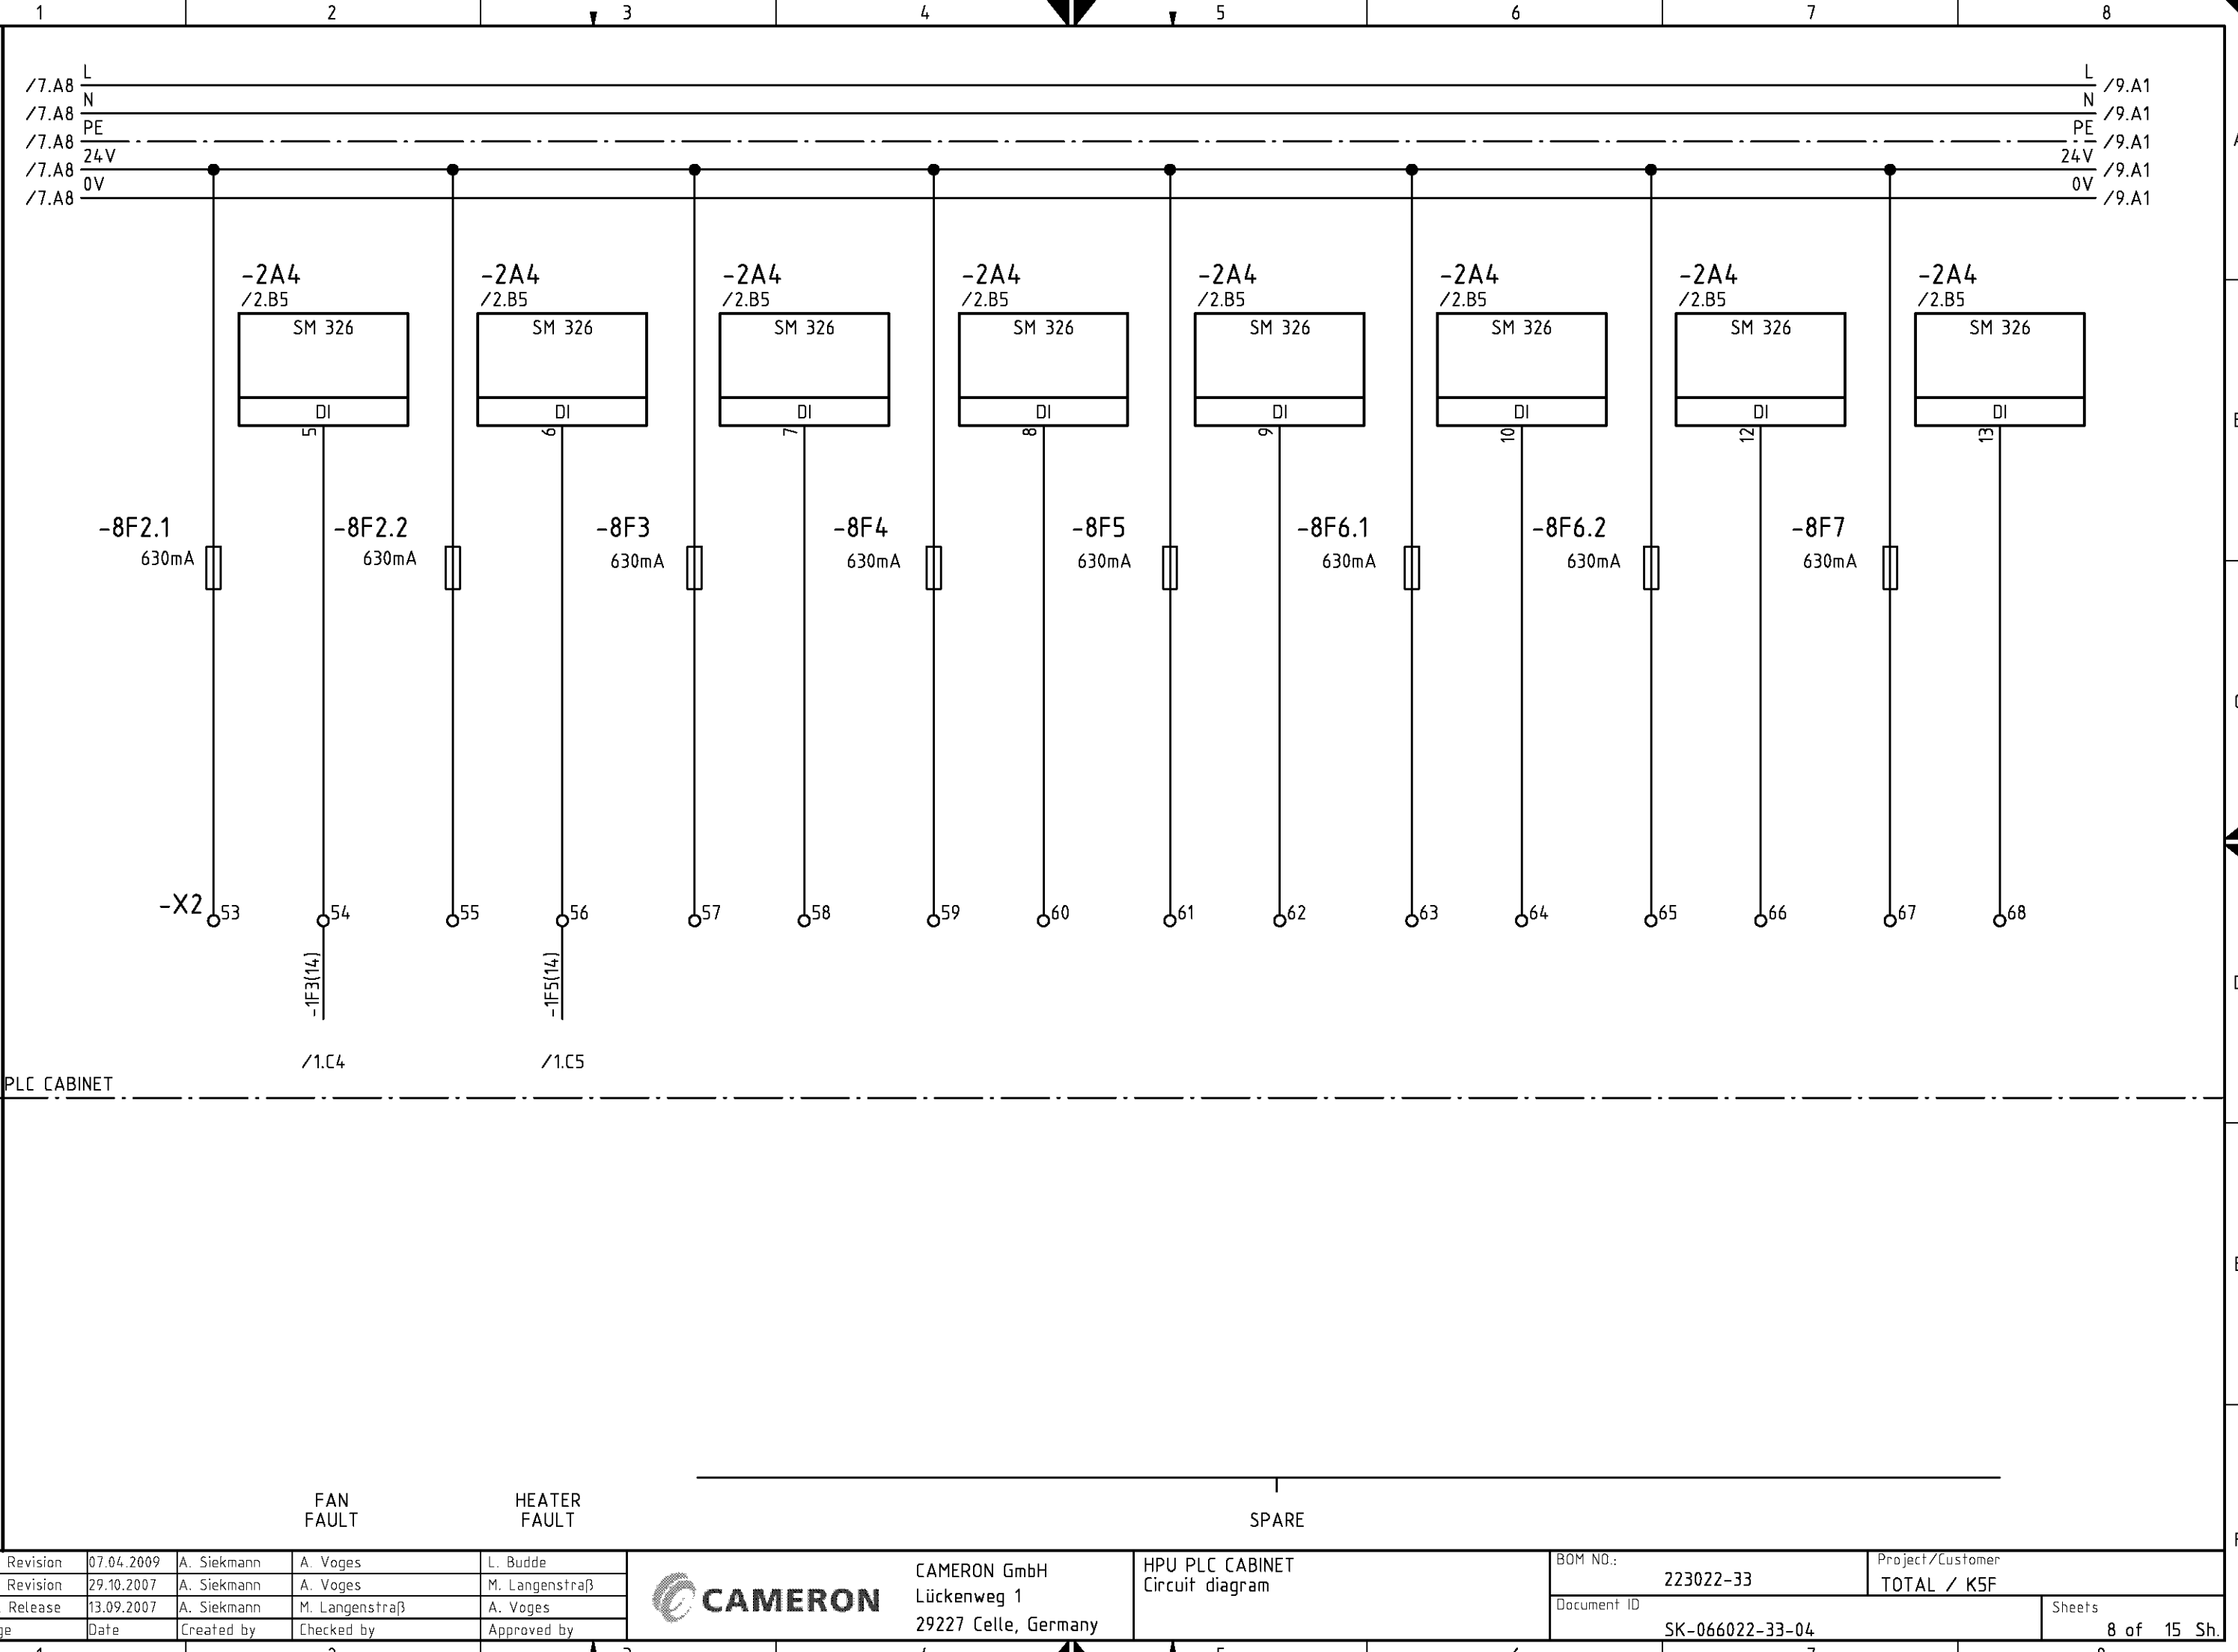 1 2 3 4 5 6 7 8
L L
/7.A8 /9.A1
N N
/7.A8 /9.A1
PE PE
/7.A8 /9.A1
24V 24V
/7.A8 /9.A1
0V 0V
/7.A8 /9.A1
-2A4 -2A4 -2A4 -2A4 -2A4 -2A4 -2A4 -2A4
/2.B5 /2.B5 /2.B5 /2.B5 /2.B5 /2.B5 /2.B5 /2.B5
SM 326 SM 326 SM 326 SM 326 SM 326 SM 326 SM 326 SM 326
DI DI DI DI DI DI DI DI
5 6 7 8 9 10 12 13
-8F2.1 -8F2.2 -8F3 -8F4 -8F5 -8F6.1 -8F6.2 -8F7
630mA 630mA 630mA 630mA 630mA 630mA 630mA 630mA
-X2 53 54 55 56 57 58 59 60 61 62 63 64 65 66 67 68
-1F3(14) -1F5(14)
/1.C4 /1.C5
PLC CABINET
FAN HEATER
FAULT FAULT
SPARE
Revision 07.04.2009 A. Siekmann A. Voges L. Budde
Revision 29.10.2007 A. Siekmann A. Voges M. Langenstraß
Release 13.09.2007 A. Siekmann M. Langenstraß A. Voges
Date Created by Checked by Approved by
CAMERON
CAMERON GmbH
Lückenweg 1
29227 Celle, Germany
HPU PLC CABINET
Circuit diagram
BOM NO.:
223022-33
Project/Customer
TOTAL / K5F
Document ID
SK-066022-33-04
Sheets
8 of 15 Sh.